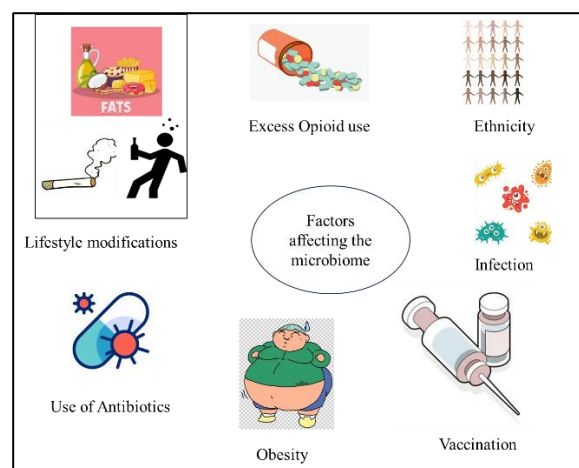 FATS
Excess Opioid use
Ethnicity
Lifestyle modifications
Factors
affecting the
microbiome
Infection
Use of Antibiotics
Obesity
Vaccination